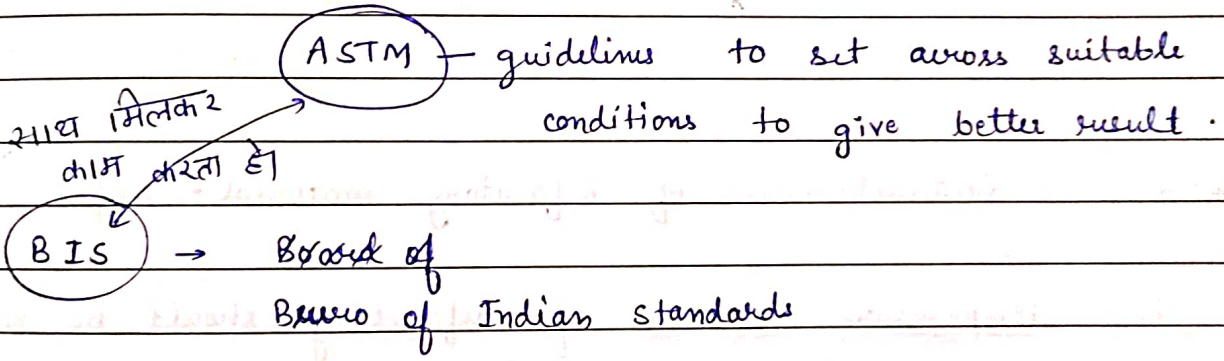 ASTM — guidelines to set across suitable
conditions to give better result.
साथ मिलकर
काम करता है।
BIS → Board of
Bureo of Indian standards